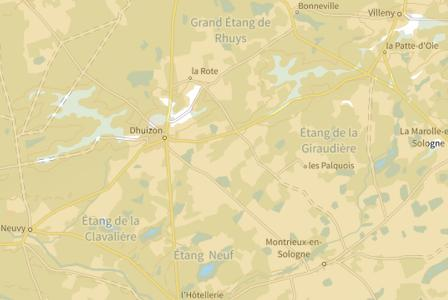 Bonneville
Villeny
Grand Étang de
Rhuys
la Patte-d'Oie
la Rote
Dhuizon
Étang de la
Giraudière
La Marolle-e
Sologne
les Palquois
Étang de la
Clavalière
Neuvy
Étang Neuf
Montrieux-en-
Sologne
l'Hôtellerie